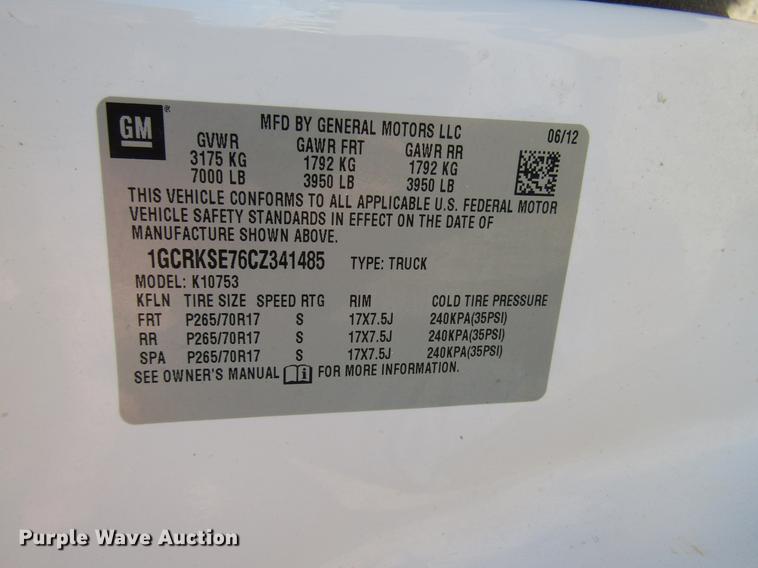 GM ®
MFD BY GENERAL MOTORS LLC 06/12
GVWR GAWR FRT GAWR RR
3175 KG 1792 KG 1792 KG
7000 LB 3950 LB 3950 LB
THIS VEHICLE CONFORMS TO ALL APPLICABLE U.S. FEDERAL MOTOR
VEHICLE SAFETY STANDARDS IN EFFECT ON THE DATE OF
MANUFACTURE SHOWN ABOVE.
1GCRKSE76CZ341485 TYPE: TRUCK
MODEL: K10753
KFLN TIRE SIZE SPEED RTG RIM COLD TIRE PRESSURE
FRT P265/70R17 S 17X7.5J 240KPA(35PSI)
RR P265/70R17 S 17X7.5J 240KPA(35PSI)
SPA P265/70R17 S 17X7.5J 240KPA(35PSI)
SEE OWNER'S MANUAL FOR MORE INFORMATION.
Purple Wave Auction